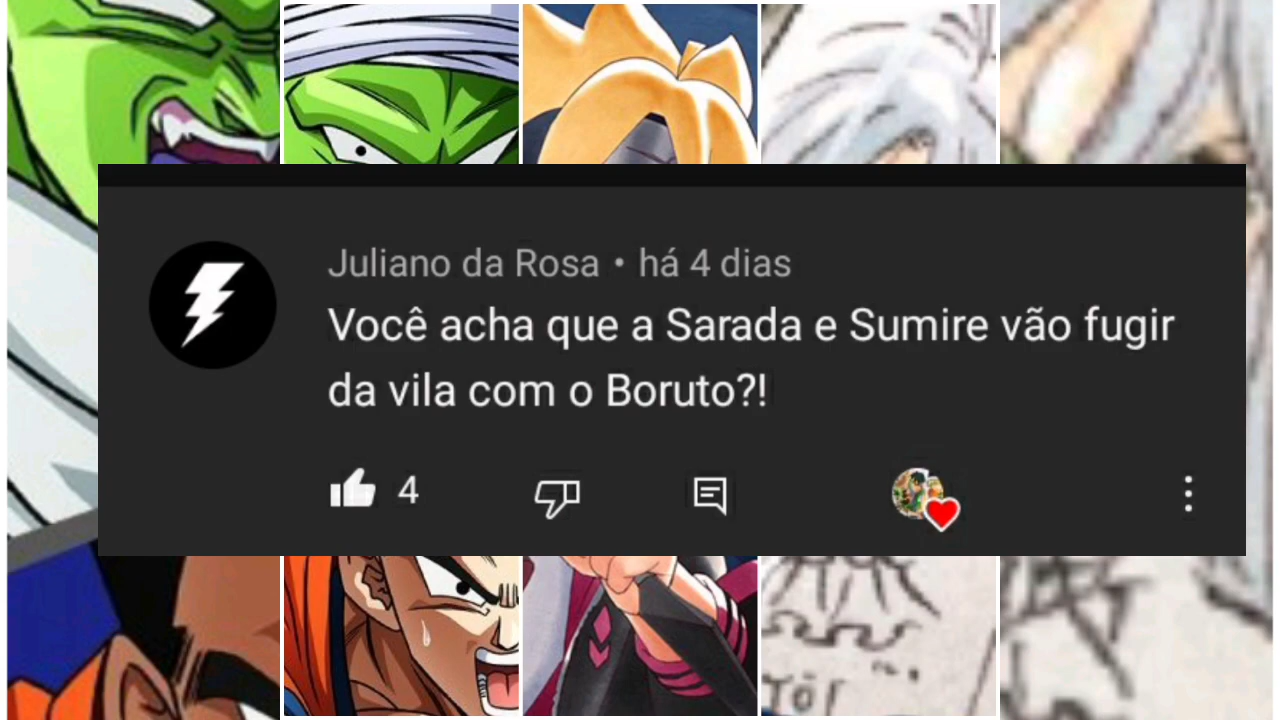 Juliano da Rosa • há 4 dias
Você acha que a Sarada e Sumire vão fugir
da vila com o Boruto?!
4